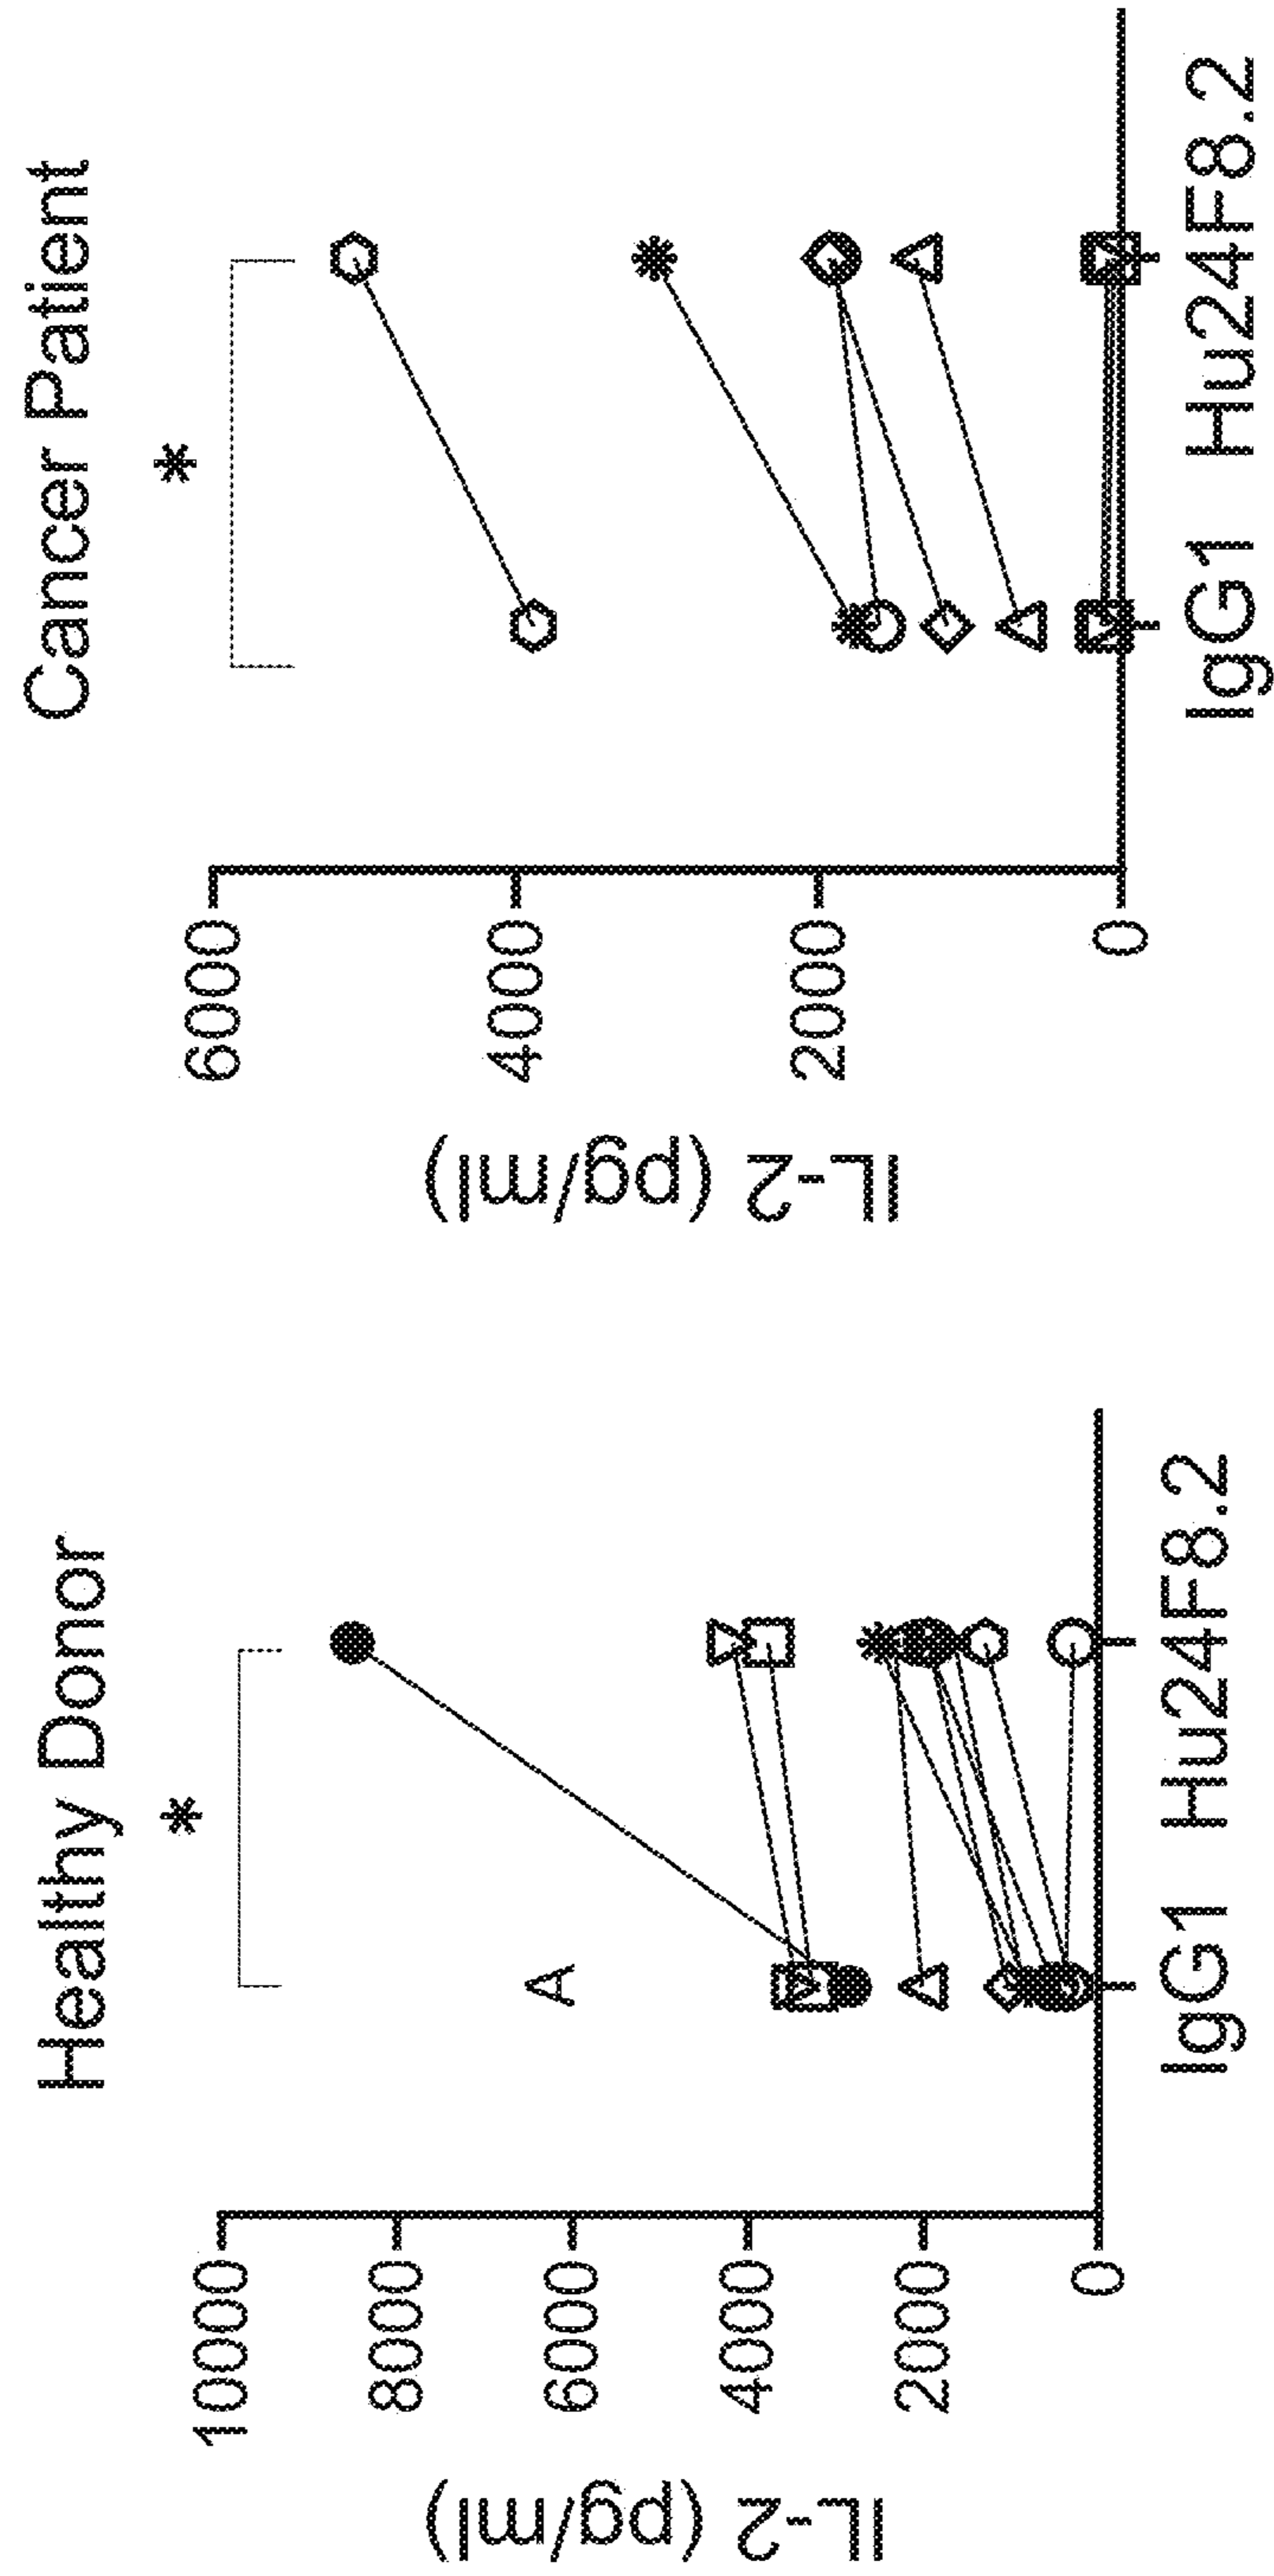 Healthy Donor
*
IL-2 (pg/ml)
10000
8000
6000
4000
2000
0
A
IgG1 Hu24F8.2
Cancer Patient
*
IL-2 (pg/ml)
6000
4000
2000
0
IgG1 Hu24F8.2